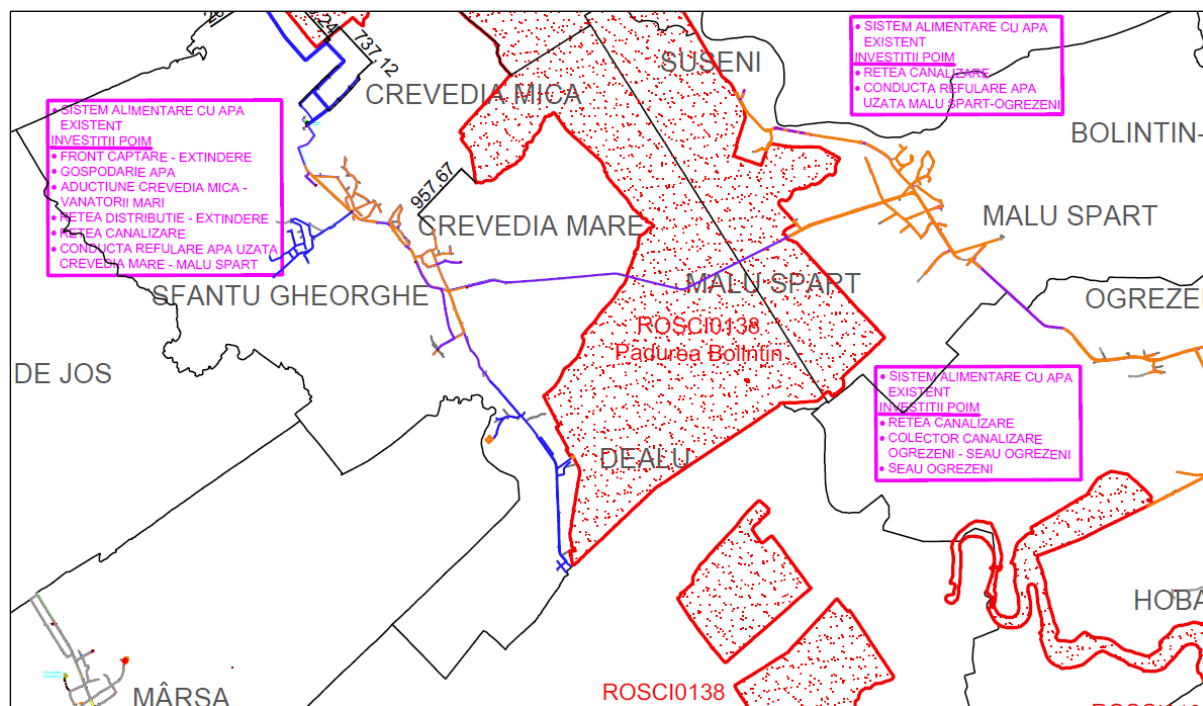 737,12
SUSENI
CREVEDIA MICA
• SISTEM ALIMENTARE CU APA
EXISTENT
INVESTITII POIM
• RETEA CANALIZARE
• CONDUCTA REFULARE APA
UZATA MALU SPART-OGREZENI
BOLINTIN-
• SISTEM ALIMENTARE CU APA
EXISTENT
INVESTITII POIM
• FRONT CAPTARE - EXTINDERE
• GOSPODARIE APA
• ADUCTIUNE CREVEDIA MICA -
VANATORII MARI
• RETEA DISTRIBUTIE - EXTINDERE
• RETEA CANALIZARE
• CONDUCTA REFULARE APA UZATA
CREVEDIA MARE - MALU SPART
957,67
CREVEDIA MARE
MALU SPART
SFANTU GHEORGHE
MALU SPART
OGREZE
ROSCI0138
Padurea Bolintin
DE JOS
• SISTEM ALIMENTARE CU APA
EXISTENT
INVESTITII POIM
• RETEA CANALIZARE
• COLECTOR CANALIZARE
OGREZENI - SEAU OGREZENI
• SEAU OGREZENI
DEALU
HOBA
MÂRȘA
ROSCI0138